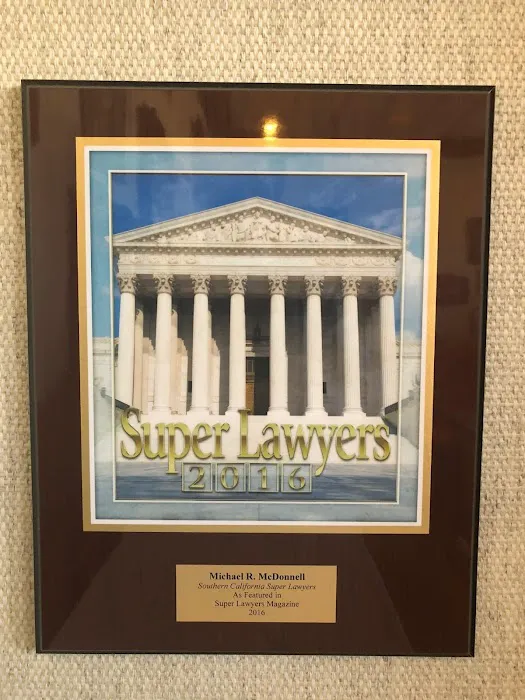 Super Lawyers
2016
Michael R. McDonnell
Southern California Super Lawyers
As Featured in
Super Lawyers Magazine
2016